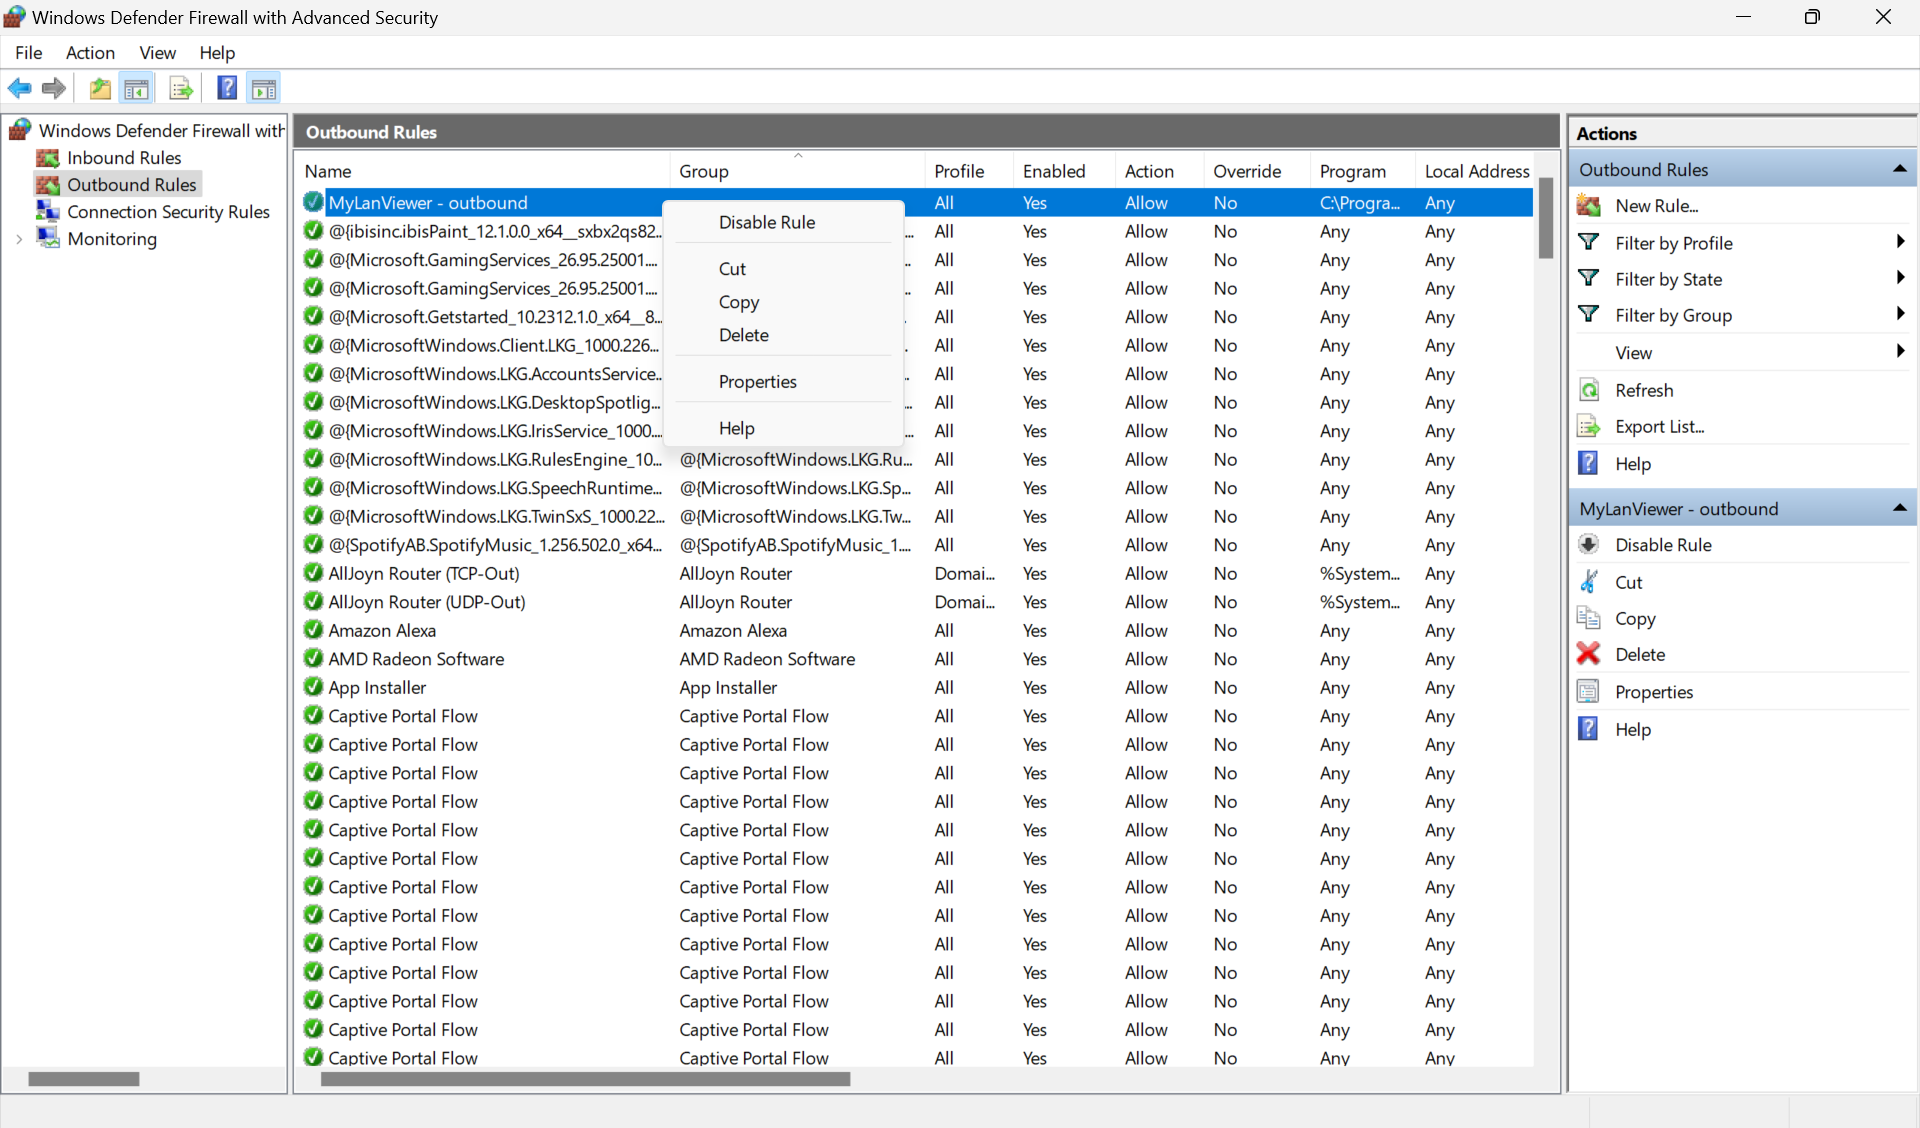 Windows Defender Firewall with Advanced Security
File Action View Help
Windows Defender Firewall with
Inbound Rules
Outbound Rules
Connection Security Rules
Monitoring
Outbound Rules
Name Group Profile Enabled Action Override Program Local Address
MyLanViewer - outbound All Yes Allow No C:\Progra... Any
@{ibisinc.ibisPaint_12.1.0.0_x64__sxbx2qs82... ... All Yes Allow No Any Any
@{Microsoft.GamingServices_26.95.25001.... .. All Yes Allow No Any Any
@{Microsoft.GamingServices_26.95.25001.... .. All Yes Allow No Any Any
@{Microsoft.Getstarted_10.2312.1.0_x64__8... . All Yes Allow No Any Any
@{MicrosoftWindows.Client.LKG_1000.226... . All Yes Allow No Any Any
@{MicrosoftWindows.LKG.AccountsService... .. All Yes Allow No Any Any
@{MicrosoftWindows.LKG.DesktopSpotlig... ... All Yes Allow No Any Any
@{MicrosoftWindows.LKG.IrisService_1000.... ... All Yes Allow No Any Any
@{MicrosoftWindows.LKG.RulesEngine_10... @{MicrosoftWindows.LKG.Ru... All Yes Allow No Any Any
@{MicrosoftWindows.LKG.SpeechRuntime... @{MicrosoftWindows.LKG.Sp... All Yes Allow No Any Any
@{MicrosoftWindows.LKG.TwinSxS_1000.22... @{MicrosoftWindows.LKG.Tw... All Yes Allow No Any Any
@{SpotifyAB.SpotifyMusic_1.256.502.0_x64... @{SpotifyAB.SpotifyMusic_1.... All Yes Allow No Any Any
AllJoyn Router (TCP-Out) AllJoyn Router Domai... Yes Allow No %System... Any
AllJoyn Router (UDP-Out) AllJoyn Router Domai... Yes Allow No %System... Any
Amazon Alexa Amazon Alexa All Yes Allow No Any Any
AMD Radeon Software AMD Radeon Software All Yes Allow No Any Any
App Installer App Installer All Yes Allow No Any Any
Captive Portal Flow Captive Portal Flow All Yes Allow No Any Any
Captive Portal Flow Captive Portal Flow All Yes Allow No Any Any
Captive Portal Flow Captive Portal Flow All Yes Allow No Any Any
Captive Portal Flow Captive Portal Flow All Yes Allow No Any Any
Captive Portal Flow Captive Portal Flow All Yes Allow No Any Any
Captive Portal Flow Captive Portal Flow All Yes Allow No Any Any
Captive Portal Flow Captive Portal Flow All Yes Allow No Any Any
Captive Portal Flow Captive Portal Flow All Yes Allow No Any Any
Captive Portal Flow Captive Portal Flow All Yes Allow No Any Any
Captive Portal Flow Captive Portal Flow All Yes Allow No Any Any
Captive Portal Flow Captive Portal Flow All Yes Allow No Any Any
Captive Portal Flow Captive Portal Flow All Yes Allow No Any Any
Captive Portal Flow Captive Portal Flow All Yes Allow No Any Any
Disable Rule
Cut
Copy
Delete
Properties
Help
Actions
Outbound Rules
New Rule...
Filter by Profile
Filter by State
Filter by Group
View
Refresh
Export List...
Help
MyLanViewer - outbound
Disable Rule
Cut
Copy
Delete
Properties
Help